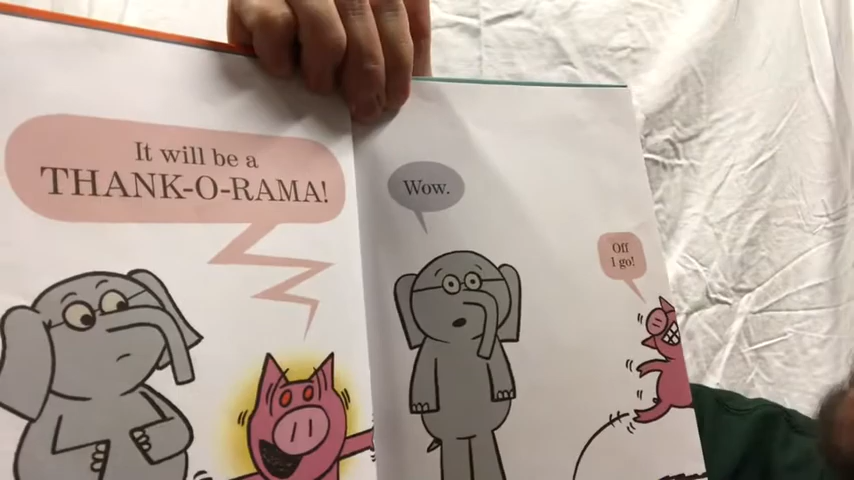 It will be a
THANK-O-RAMA!
Wow.
Off
I go!